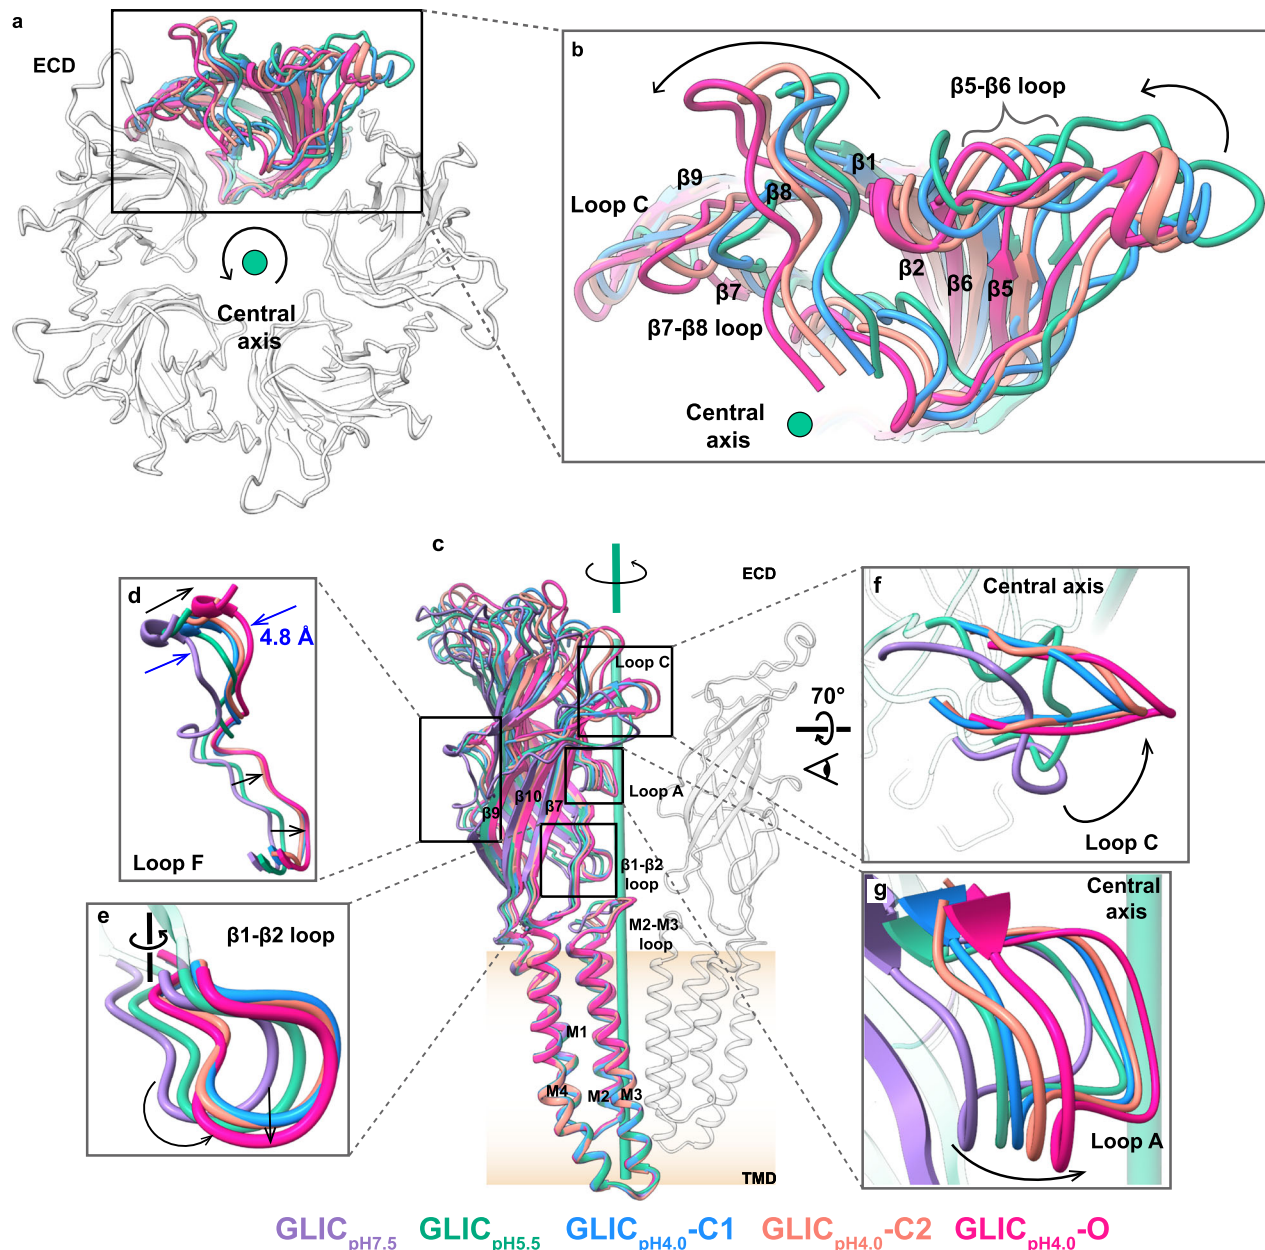 a
ECD
Central
axis
b
β5-β6 loop
β1
β9
β8
Loop C
β2
β6
β5
β7
β7-β8 loop
Central
axis
c
ECD
Loop C
β10
β9
β7
Loop A
β1-β2
loop
M2-M3
loop
M1
M4
M2
M3
TMD
70°
d
4.8 Å
Loop F
e
β1-β2 loop
f
Central axis
Loop C
g
Central
axis
Loop A
GLICpH7.5 GLICpH5.5 GLICpH4.0-C1 GLICpH4.0-C2 GLICpH4.0-O